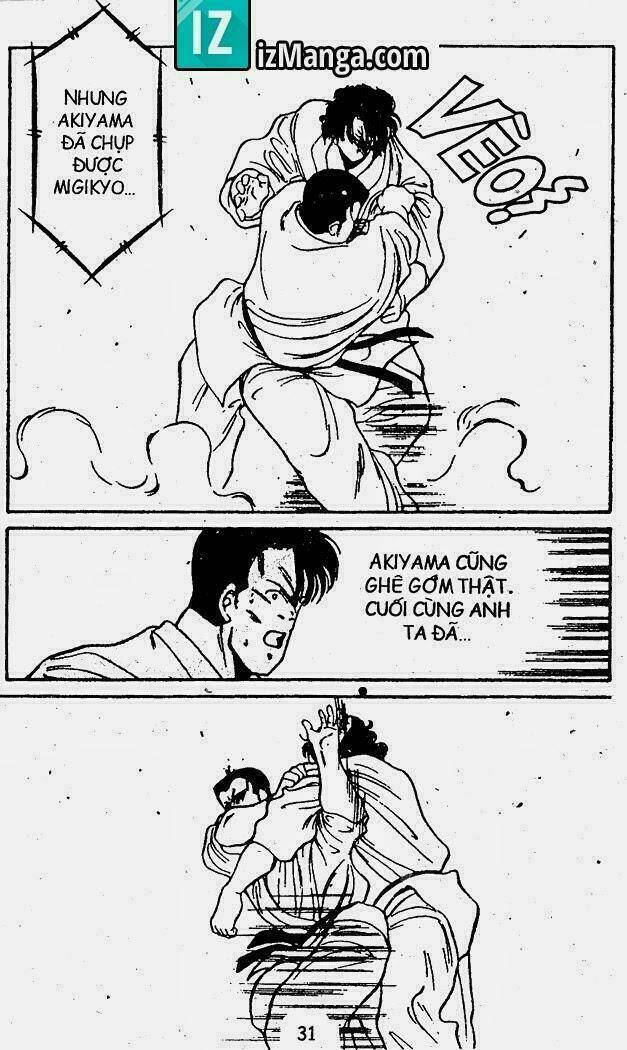 IZ
izManga.com
NHƯNG
AKIYAMA
ĐÃ CHỤP
ĐƯỢC
MIGIKYO...
VÈO!!
AKIYAMA CŨNG
GHÊ GỚM THẬT.
CUỐI CÙNG ANH
TA ĐÃ...
31